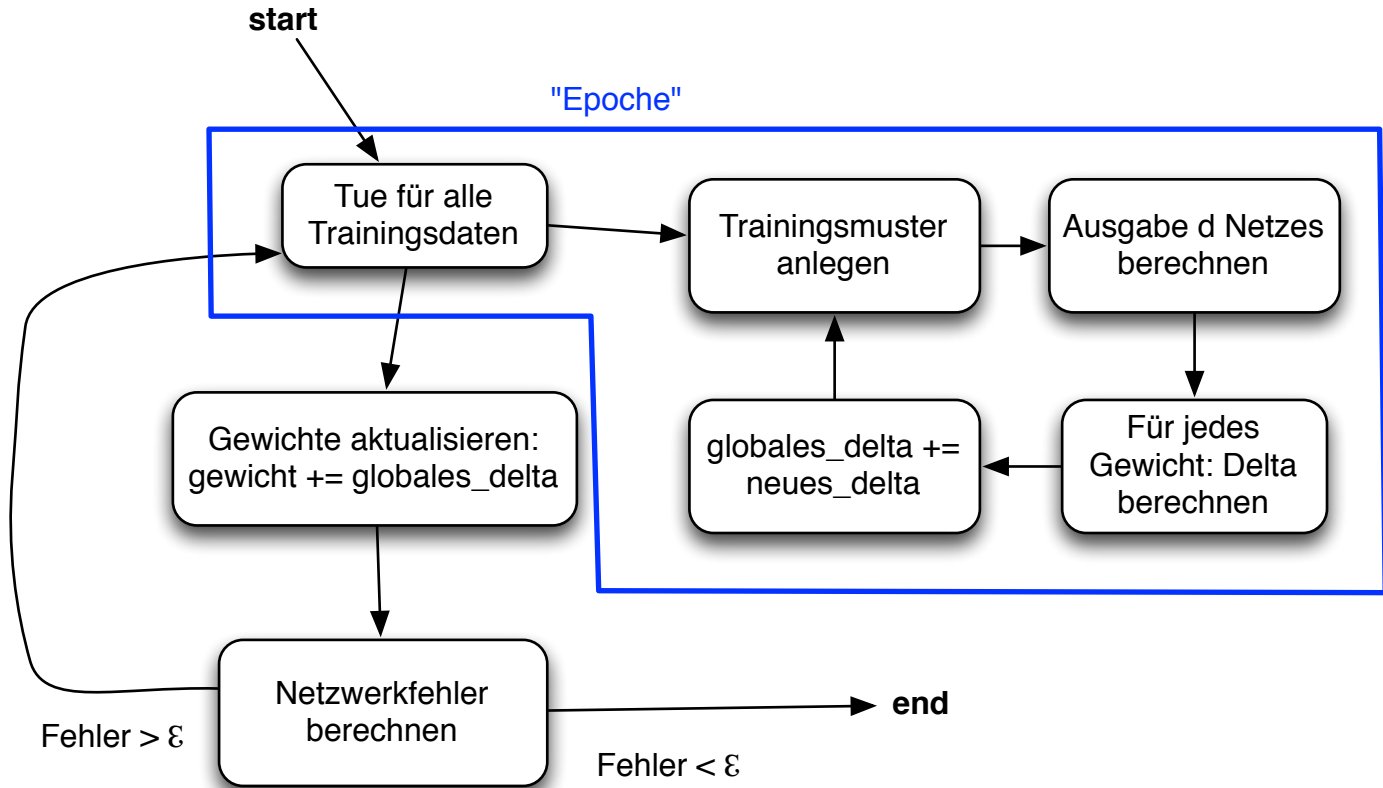 start
"Epoche"
Tue für alle
Trainingsdaten
Trainingsmuster
anlegen
Ausgabe d Netzes
berechnen
Gewichte aktualisieren:
gewicht += globales_delta
globales_delta +=
neues_delta
Für jedes
Gewicht: Delta
berechnen
Netzwerkfehler
berechnen
end
Fehler > ε
Fehler < ε